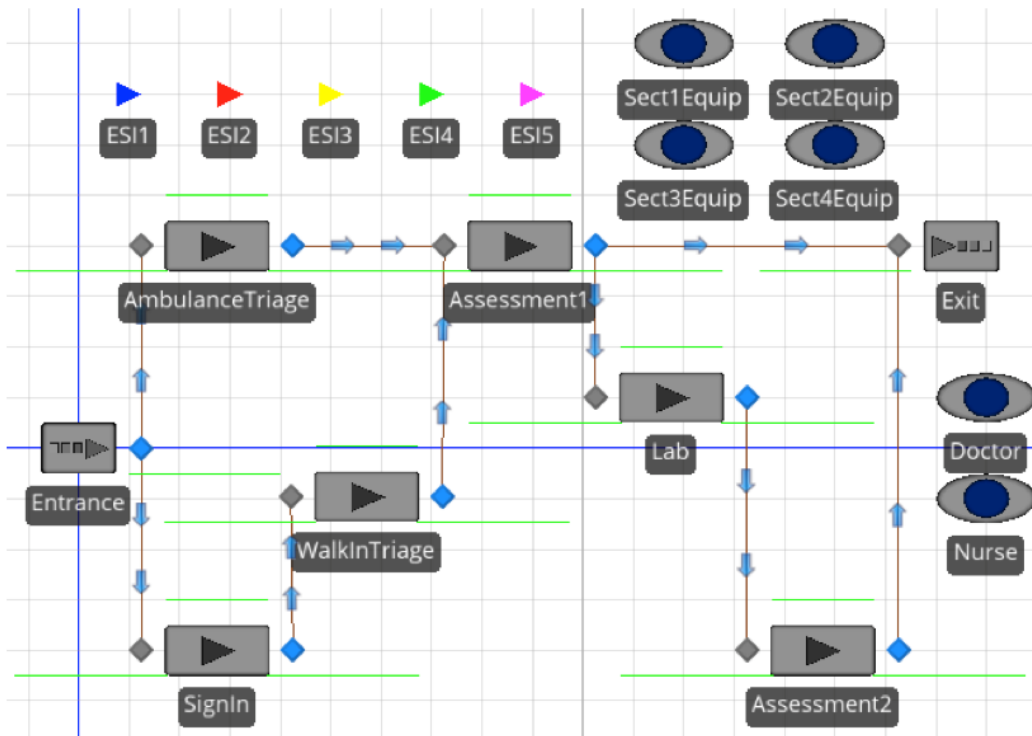 Sect1Equip
Sect2Equip
ESI1
ESI2
ESI3
ESI4
ESI5
Sect3Equip
Sect4Equip
AmbulanceTriage
Assessment1
Exit
Lab
Doctor
Entrance
WalkInTriage
Nurse
SignIn
Assessment2